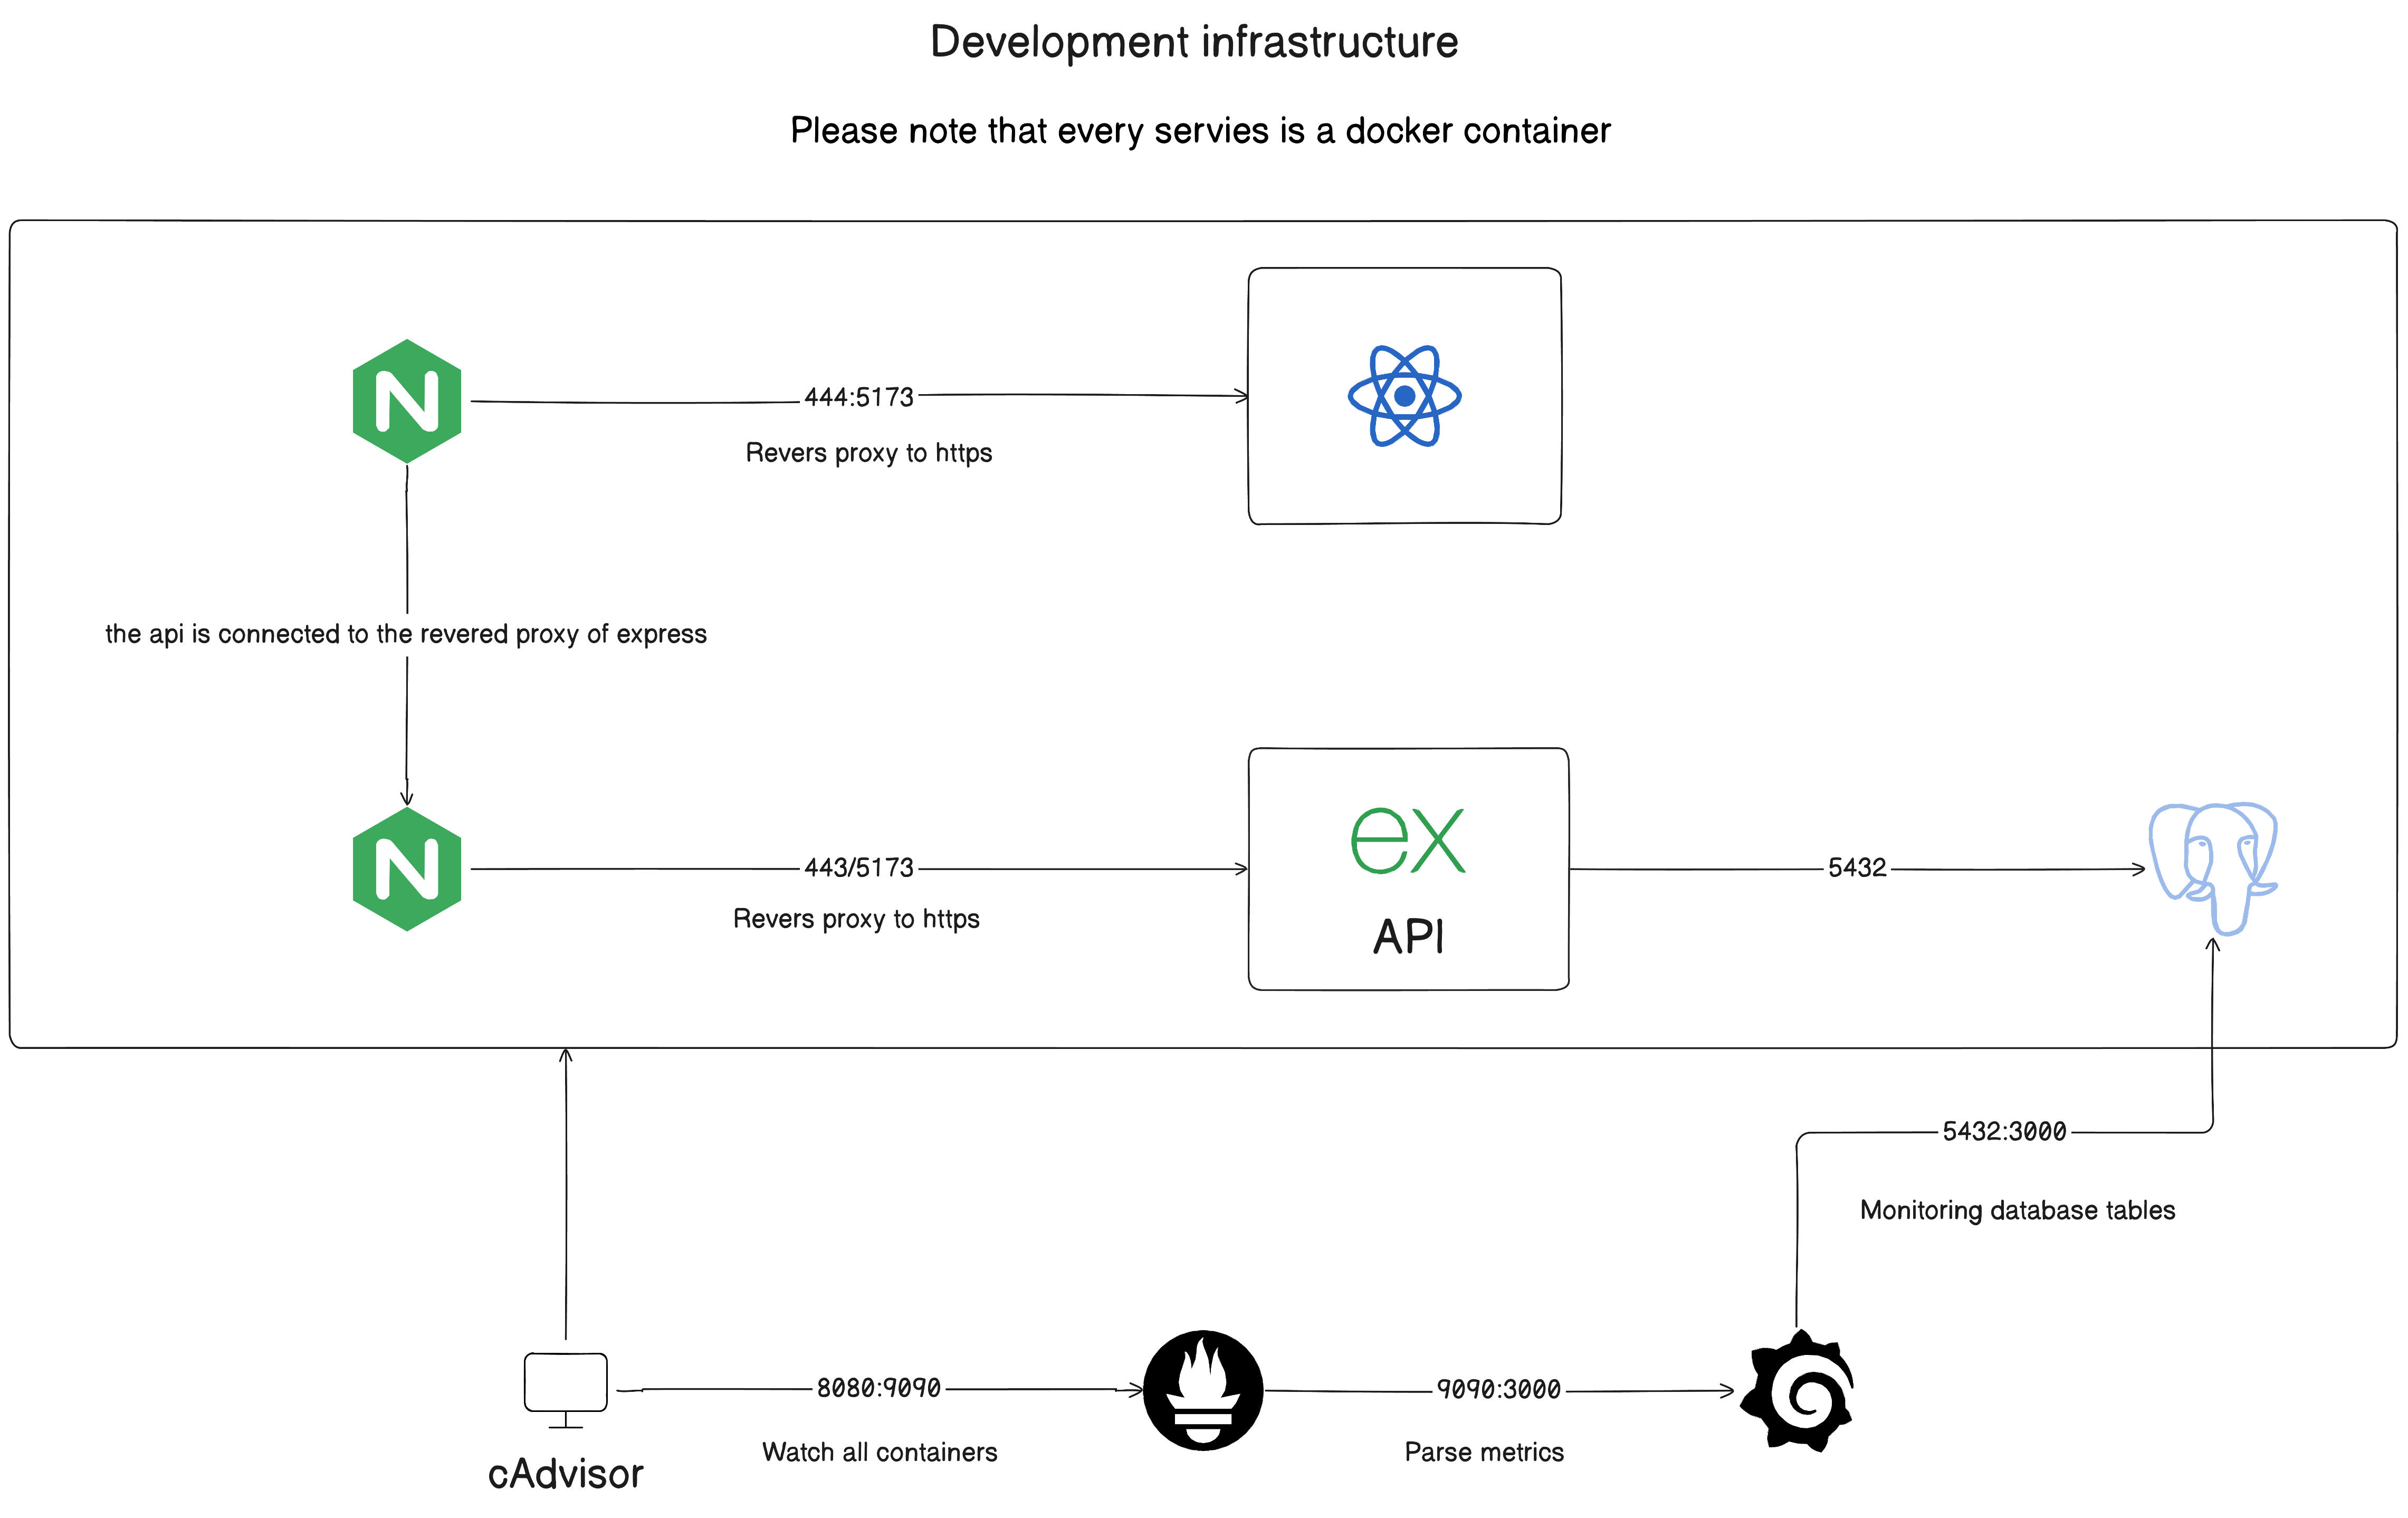 Development infrastructure
Please note that every servies is a docker container
444:5173
Revers proxy to https
the api is connected to the revered proxy of express
443/5173
Revers proxy to https
ex
API
5432
5432:3000
Monitoring database tables
8080:9090
Watch all containers
cAdvisor
9090:3000
Parse metrics